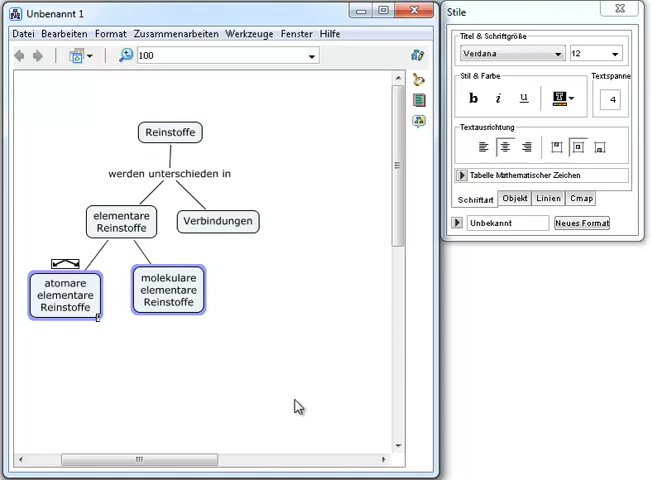 Unbenannt 1
Datei Bearbeiten Format Zusammenarbeiten Werkzeuge Fenster Hilfe
100
Reinstoffe
werden unterschieden in
elementare
Reinstoffe
Verbindungen
atomare
elementare
Reinstoffe
molekulare
elementare
Reinstoffe
Stile
Titel & Schriftgröße
Verdana
12
Stil & Farbe
Textspanne
b i u T
4
Textausrichtung
Tabelle Mathematischer Zeichen
Schriftart Objekt Linien Cmap
Unbekannt
Neues Format